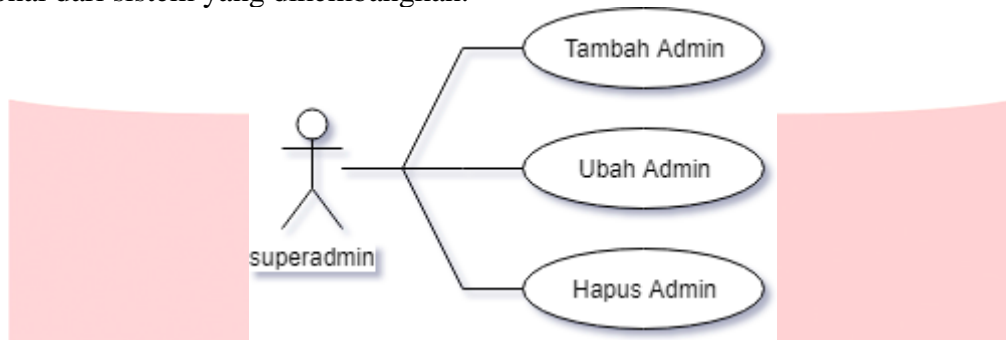 dari sistem yang dikembangkan.
Tambah Admin
Ubah Admin
superadmin
Hapus Admin